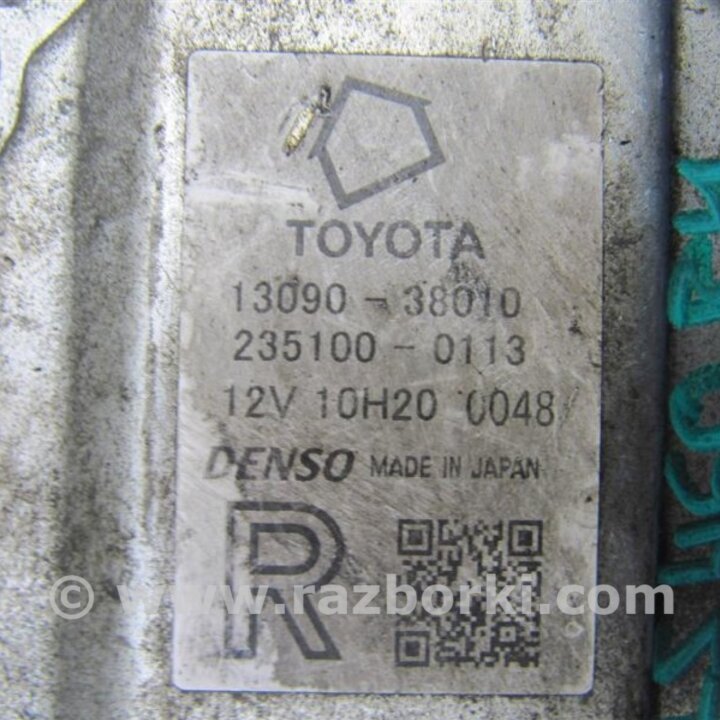 TOYOTA
13090-38010
235100-0113
12V 10H20 0048
DENSO MADE IN JAPAN
R
© www.razborki.com